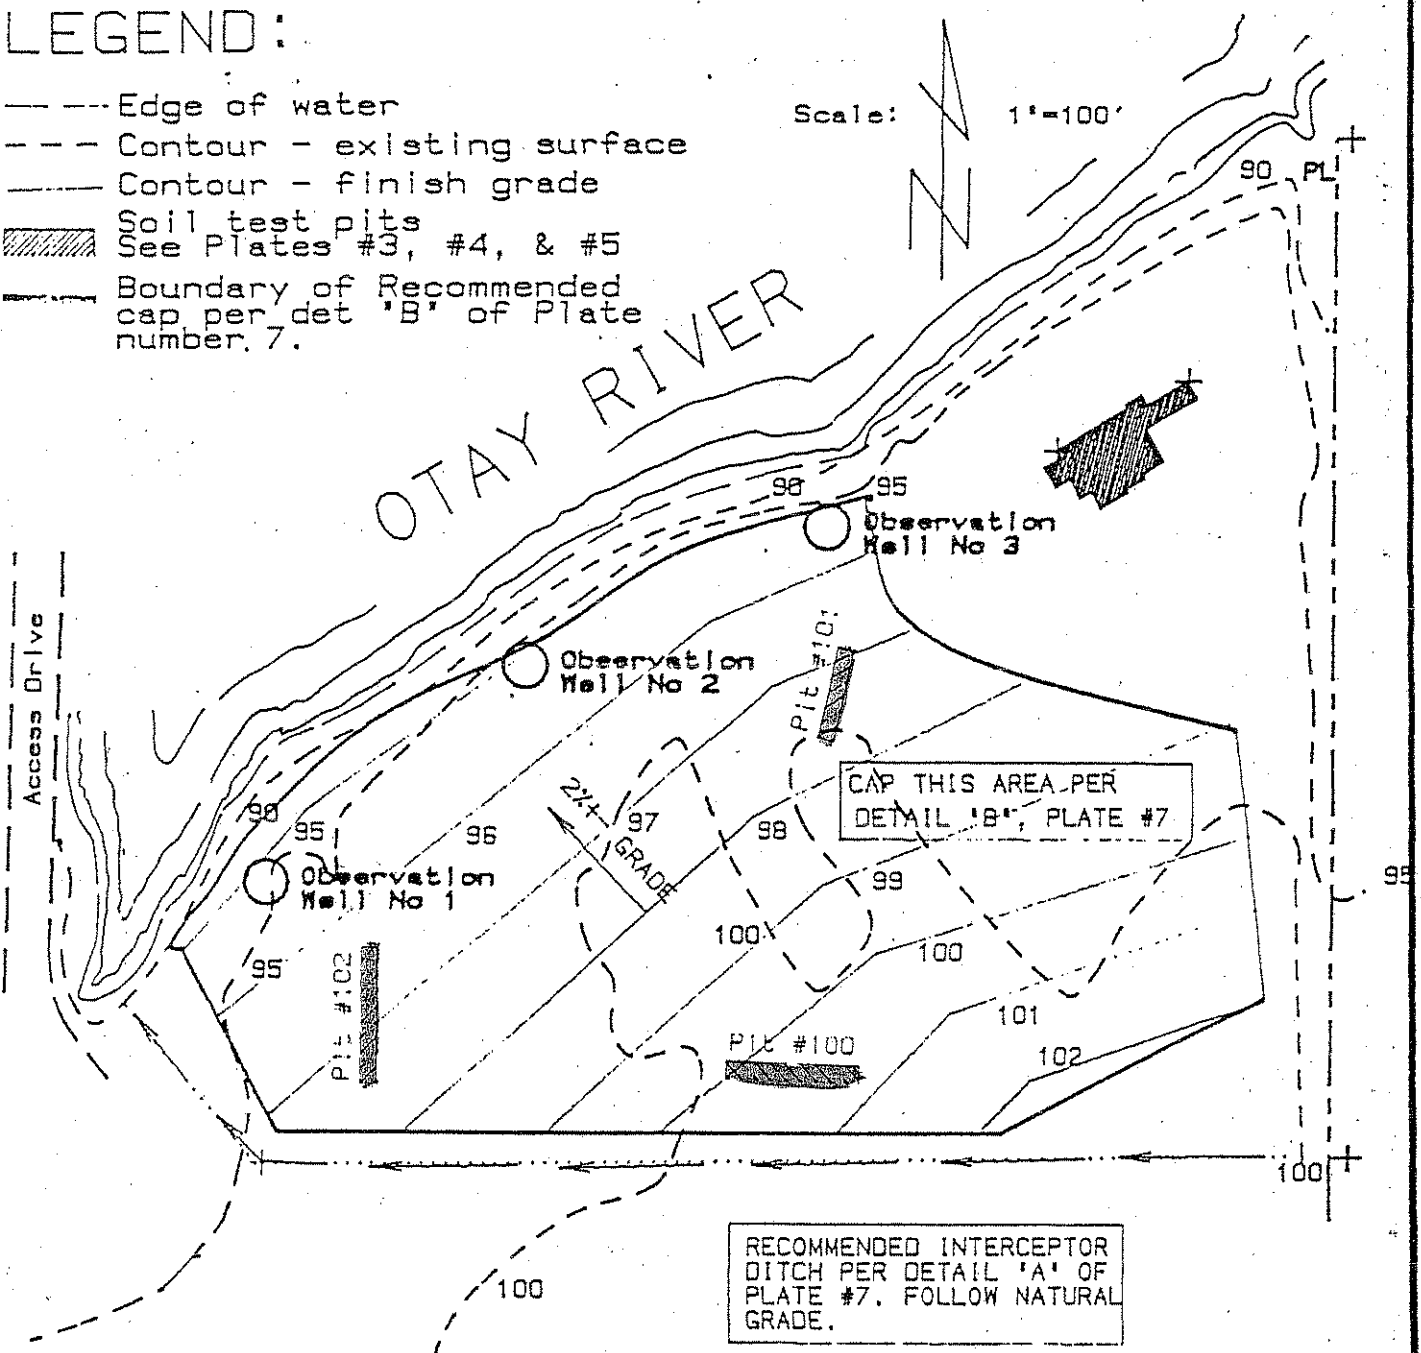 LEGEND:
Edge of water
Contour - existing surface
Contour - finish grade
Soil test pits
See Plates #3, #4, & #5
Boundary of Recommended
cap per det "B" of Plate
number. 7.
Scale: 1"=100'
N
90 PL
OTAY RIVER
90 95
Observation
Well No 3
Access Drive
Pit #101
Observation
Well No 2
CAP THIS AREA PER
DETAIL "B", PLATE #7
2%+
GRADE
90
95
96
97
98
99
95
Observation
Well No 1
100
100
95
Pit #102
101
Pit #100
102
100
RECOMMENDED INTERCEPTOR
DITCH PER DETAIL "A" OF
PLATE #7. FOLLOW NATURAL
GRADE.
100